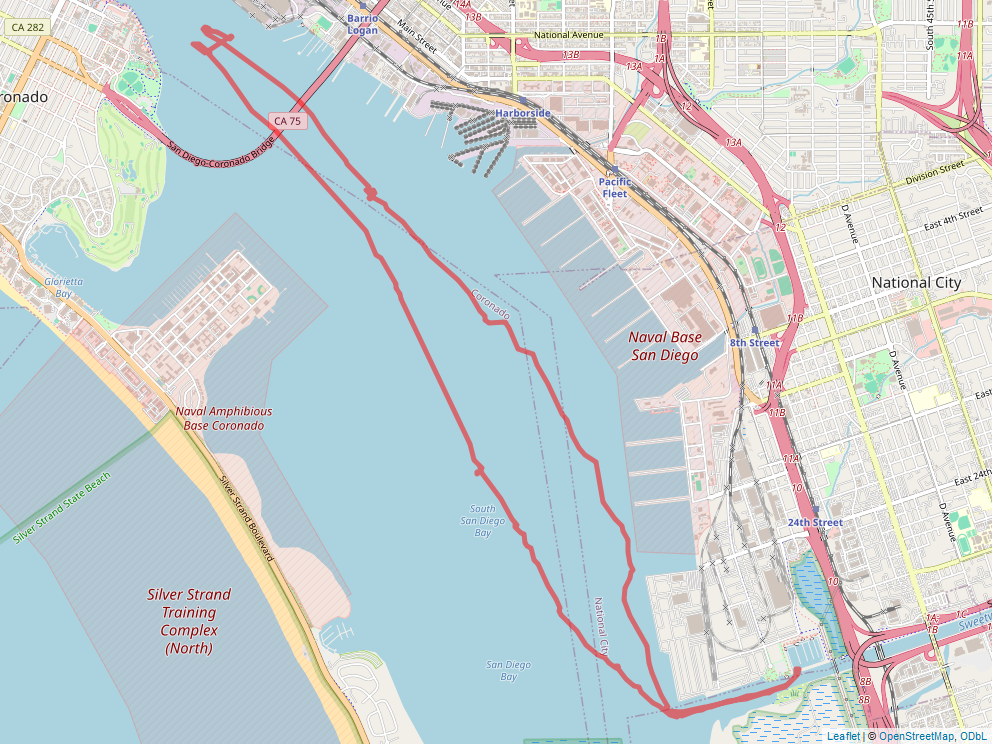 CA 282
Barrio
Logan
Main Street
National Avenue
14A
13B
13B
13A
1B
1A
11B
11A
South 45th St
onado
12
Harborside
CA 75
13A
San Diego-Coronado Bridge
Pacific
Fleet
Division Street
12
D Avenue
East 4th Street
Glorietta
Bay
National City
Coronado
11B
Naval Base
San Diego
8th Street
D Avenue
11A
11B
East
Naval Amphibious
Base Coronado
11A
Silver Strand State Beach
Silver Strand Boulevard
10
East 24th
South
San Diego
Bay
24th Street
D Avenue
10
Silver Strand
Training
Complex
(North)
National City
1A
1B
1C
Sweetw
San Diego
Bay
8B
8B
Leaflet | © OpenStreetMap, ODbL